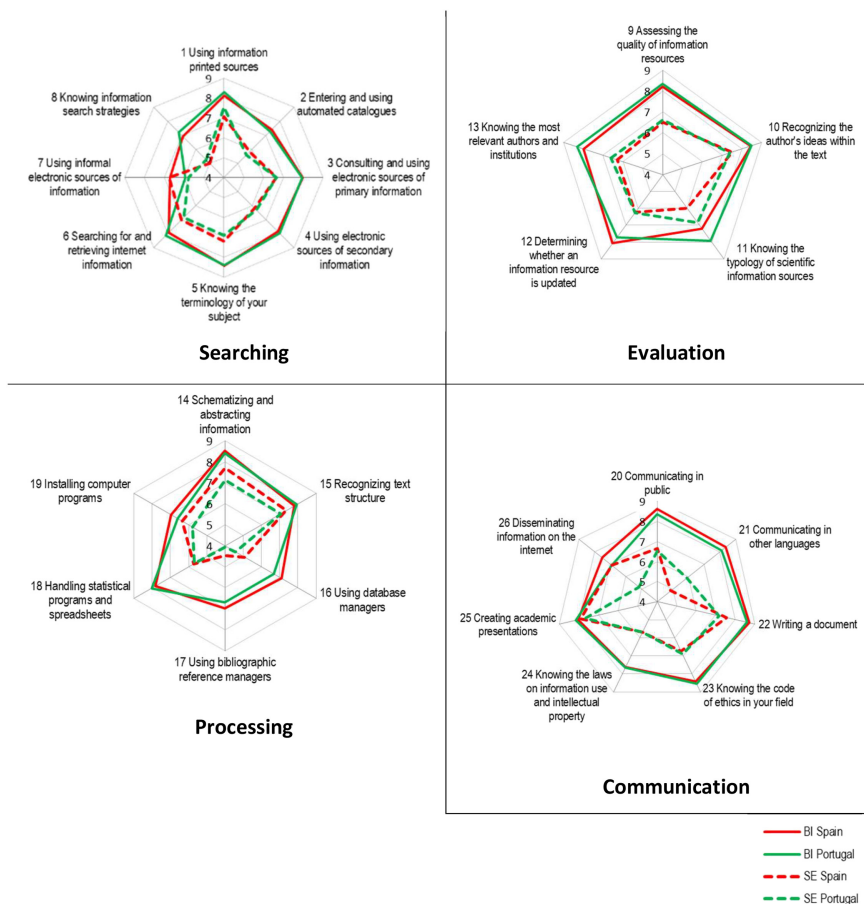 1 Using information
printed sources
9
8
7
6
5
4
2 Entering and using
automated catalogues
3 Consulting and using
electronic sources of
primary information
4 Using electronic
sources of secondary
information
5 Knowing the
terminology of your
subject
6 Searching for and
retrieving internet
information
7 Using informal
electronic sources of
information
8 Knowing information
search strategies
Searching
9 Assessing the
quality of information
resources
9
8
7
6
5
4
10 Recognizing the
author's ideas within
the text
11 Knowing the
typology of scientific
information sources
12 Determining
whether an
information resource
is updated
13 Knowing the most
relevant authors and
institutions
Evaluation
14 Schematizing and
abstracting
information
9
8
7
6
5
4
15 Recognizing text
structure
16 Using database
managers
17 Using bibliographic
reference managers
18 Handling statistical
programs and
spreadsheets
19 Installing computer
programs
Processing
20 Communicating in
public
9
8
7
6
5
4
21 Communicating in
other languages
22 Writing a document
23 Knowing the code
of ethics in your field
24 Knowing the laws
on information use
and intellectual
property
25 Creating academic
presentations
26 Disseminating
information on the
internet
Communication
BI Spain
BI Portugal
SE Spain
SE Portugal